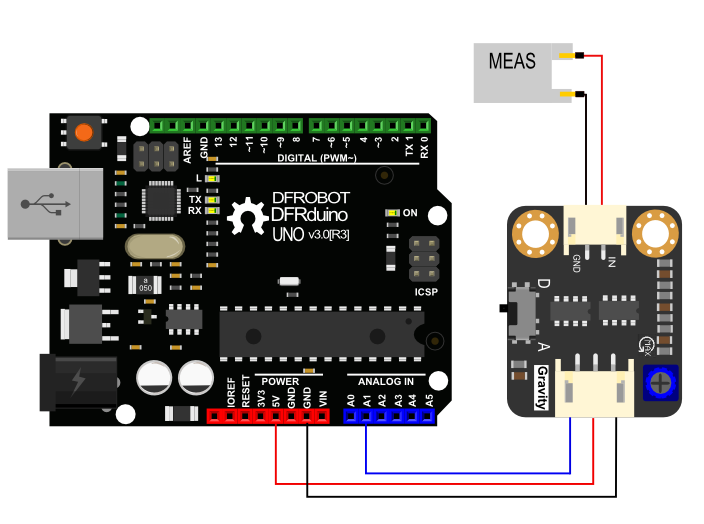 MEAS
AREF
GND
13
12
~11
~10
~9
8
7
~6
~5
4
~3
2
TX 1
RX 0
DIGITAL (PWM~)
L
TX
RX
DFROBOT
DFRduino
UNO v3.0[R3]
ON
ICSP
a
050
POWER
ANALOG IN
IOREF
RESET
3V3
5V
GND
GND
VIN
A0
A1
A2
A3
A4
A5
GND
IN
D
A
MAX
Gravity